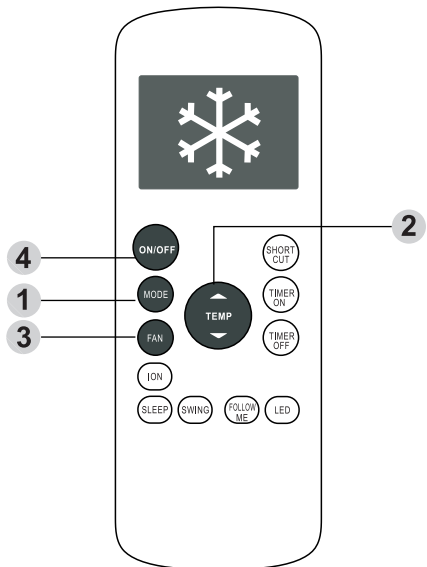 2
ON/OFF
SHORT
CUT
4
MODE
TEMP
TIMER
ON
1
FAN
TIMER
OFF
3
ION
SLEEP
SWING
FOLLOW
ME
LED